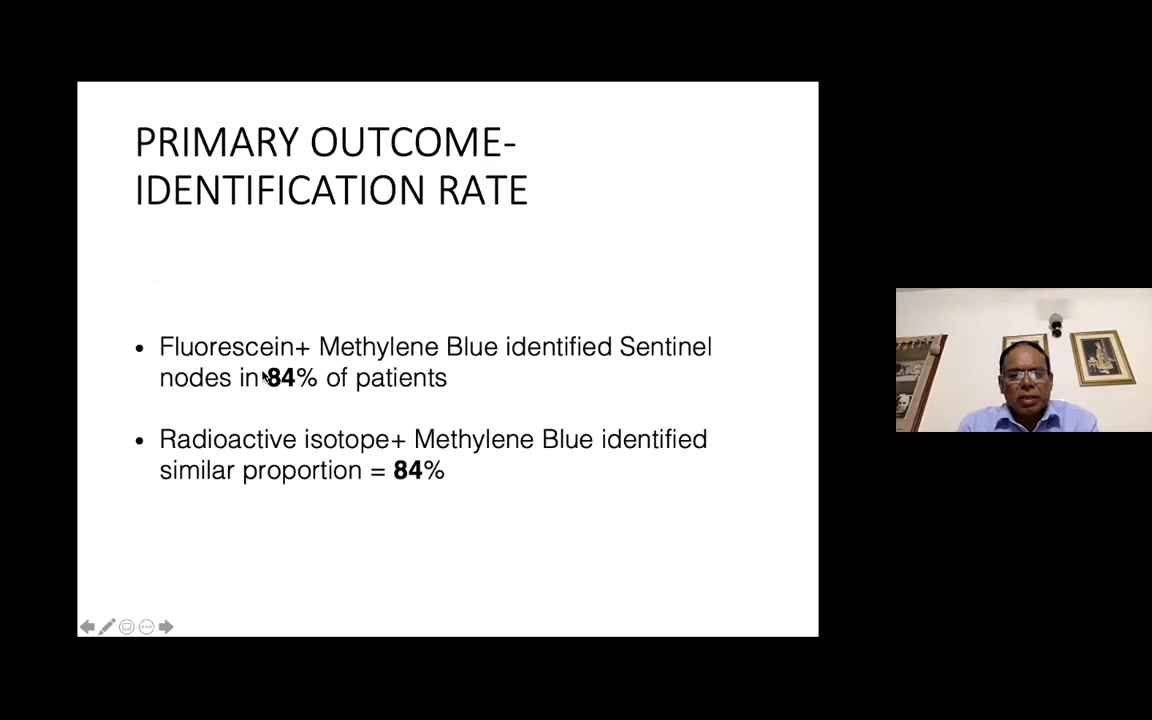 PRIMARY OUTCOME-
IDENTIFICATION RATE
• Fluorescein+ Methylene Blue identified Sentinel
nodes in 84% of patients
• Radioactive isotope+ Methylene Blue identified
similar proportion = 84%